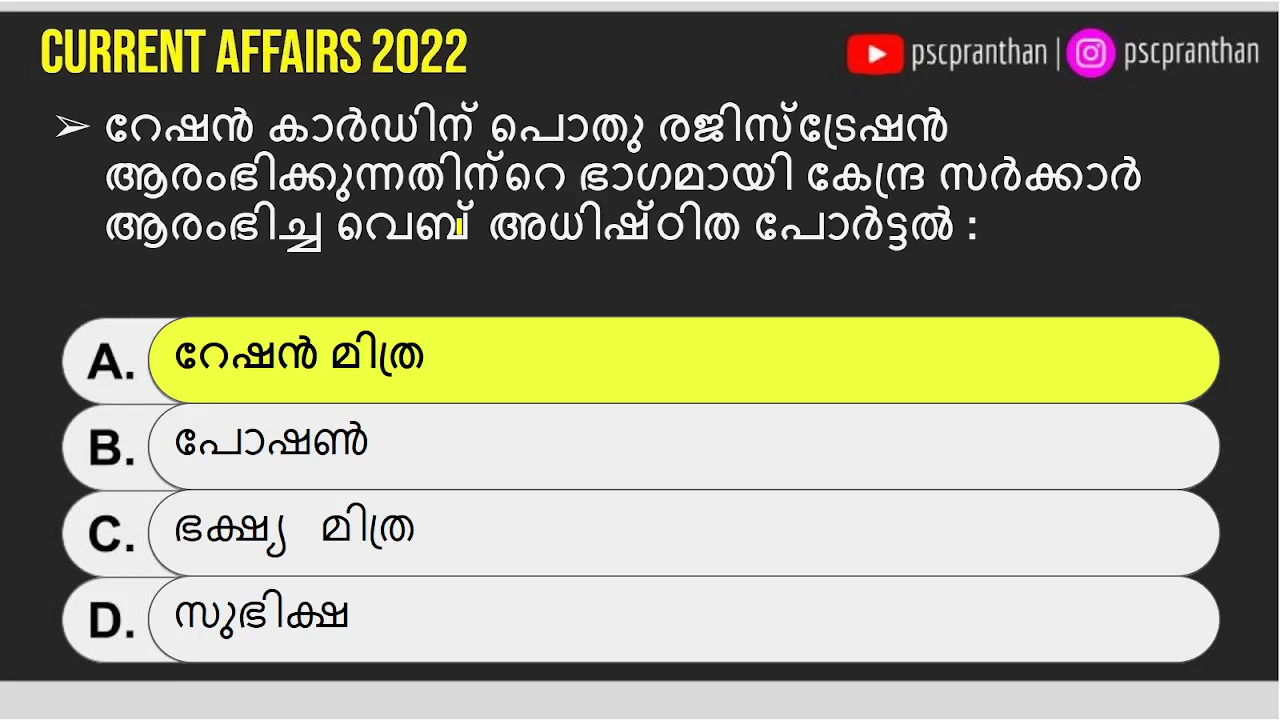 CURRENT AFFAIRS 2022
pscpranthan | pscpranthan
➢ റേഷൻ കാർഡിന് പൊതു രജിസ്ട്രേഷൻ
ആരംഭിക്കുന്നതിന്റെ ഭാഗമായി കേന്ദ്ര സർക്കാർ
ആരംഭിച്ച വെബ് അധിഷ്ഠിത പോർട്ടൽ :
A. റേഷൻ മിത്ര
B. പോഷൺ
C. ഭക്ഷ്യ മിത്ര
D. സുഭിക്ഷ